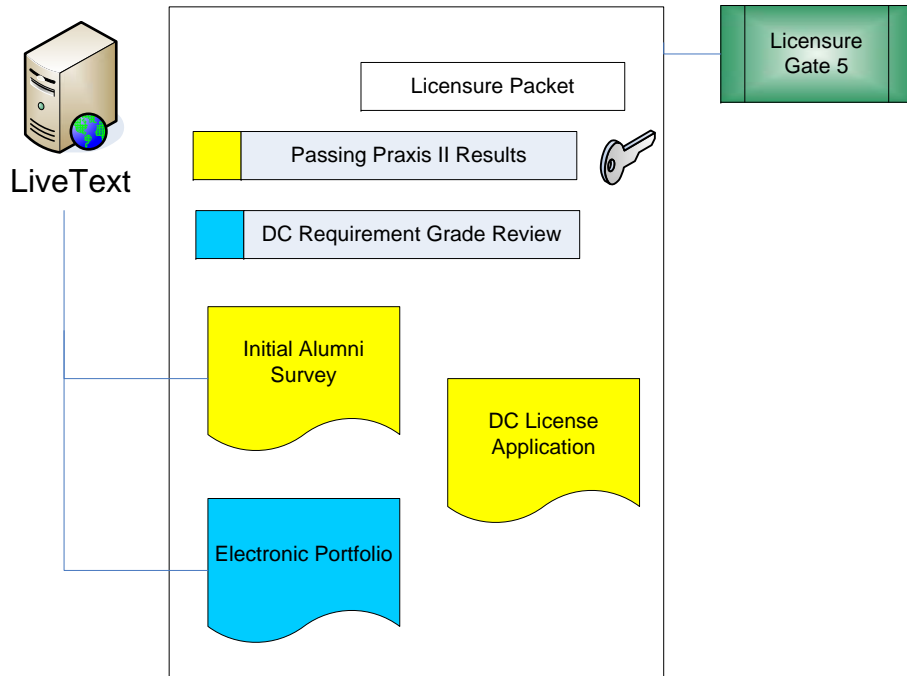 Licensure
Gate 5
Licensure Packet
Passing Praxis II Results
LiveText
DC Requirement Grade Review
Initial Alumni
Survey
DC License
Application
Electronic Portfolio